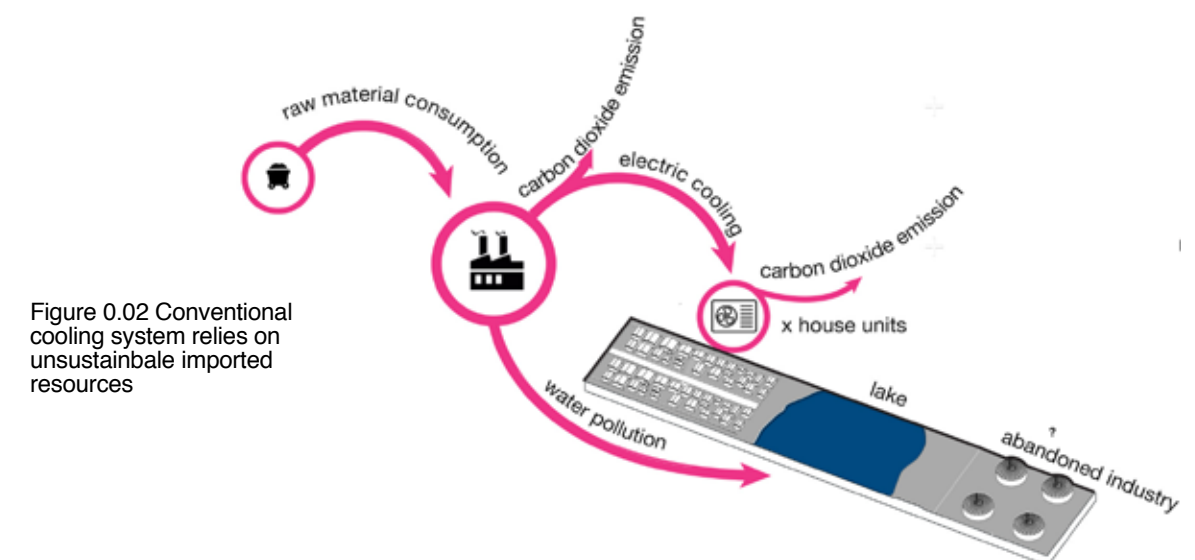 raw material consumption
carbon dioxide emission
electric cooling
carbon dioxide emission
x house units
Figure 0.02 Conventional
cooling system relies on
unsustainbale imported
resources
water pollution
lake
?
abandoned industry